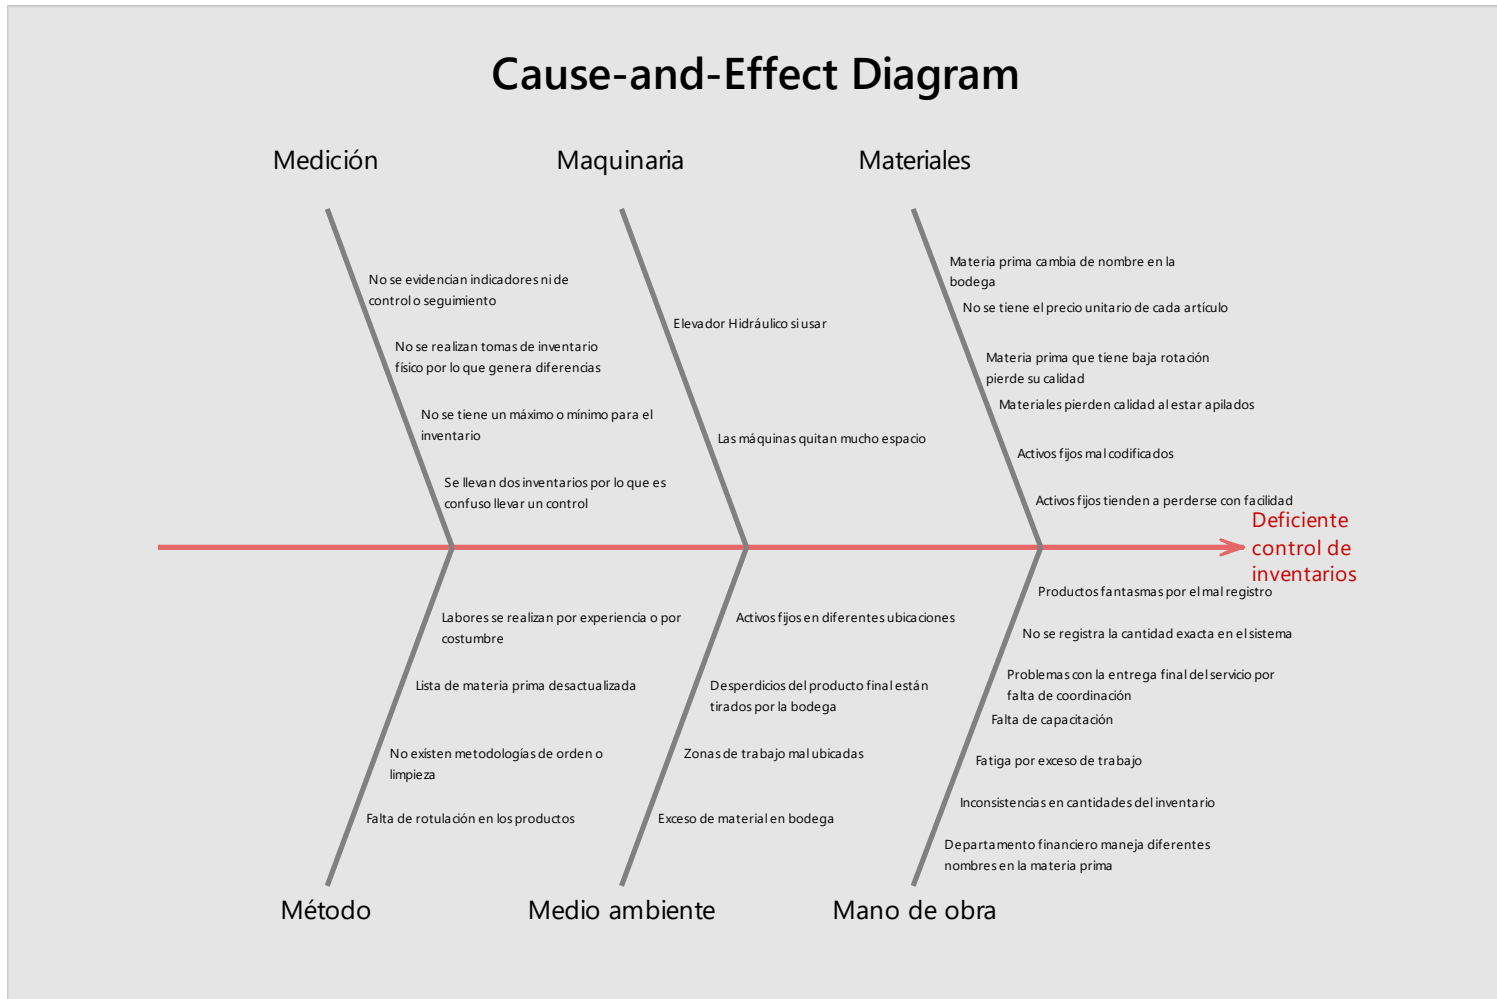 Cause-and-Effect Diagram
Medición
Maquinaria
Materiales
No se evidencian indicadores ni de
control o seguimiento
No se realizan tomas de inventario
físico por lo que genera diferencias
No se tiene un máximo o mínimo para el
inventario
Se llevan dos inventarios por lo que es
confuso llevar un control
Elevador Hidráulico si usar
Las máquinas quitan mucho espacio
Materia prima cambia de nombre en la
bodega
No se tiene el precio unitario de cada artículo
Materia prima que tiene baja rotación
pierde su calidad
Materiales pierden calidad al estar apilados
Activos fijos mal codificados
Activos fijos tienden a perderse con facilidad
Deficiente
control de
inventarios
Labores se realizan por experiencia o por
costumbre
Lista de materia prima desactualizada
No exísten metodologías de orden o
limpieza
Falta de rotulación en los productos
Activos fijos en diferentes ubicaciones
Desperdicios del producto final están
tirados por la bodega
Zonas de trabajo mal ubicadas
Exceso de material en bodega
Productos fantasmas por el mal registro
No se registra la cantidad exacta en el sistema
Problemas con la entrega final del servicio por
falta de coordinación
Falta de capacitación
Fatiga por exceso de trabajo
Inconsistencias en cantidades del inventario
Departamento financiero maneja diferentes
nombres en la materia prima
Método
Medio ambiente
Mano de obra